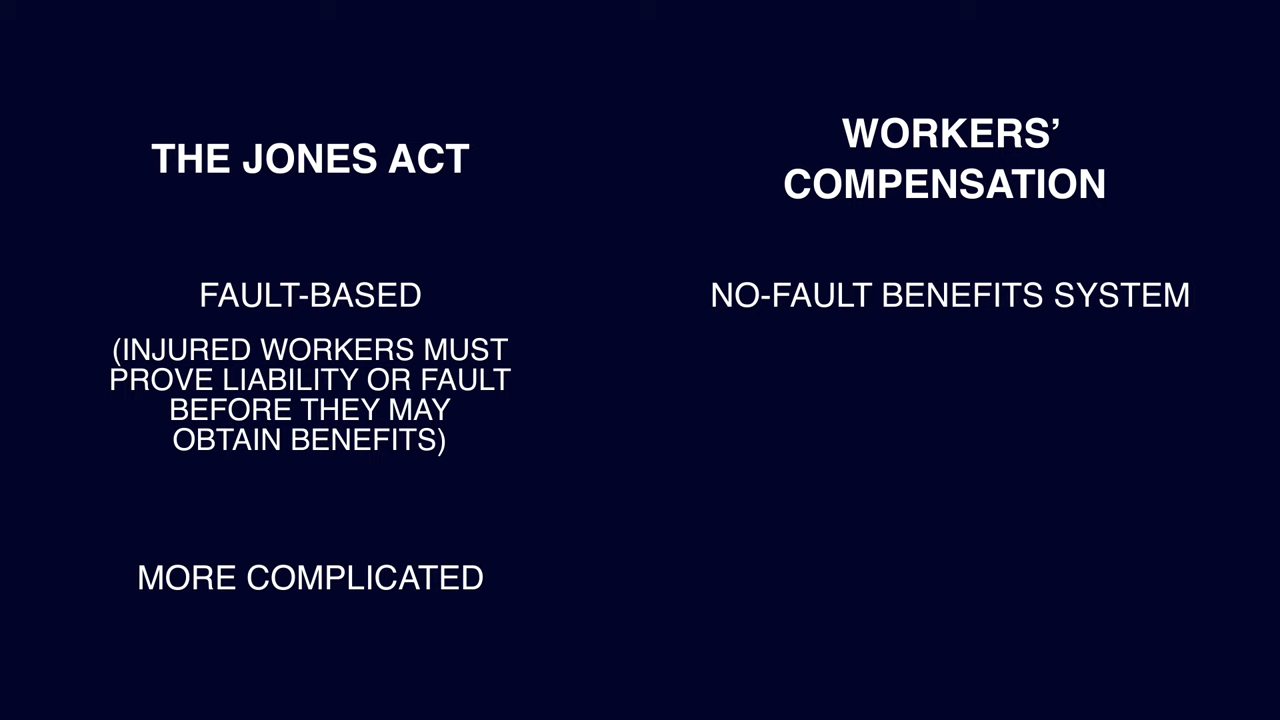 THE JONES ACT
FAULT-BASED
(INJURED WORKERS MUST
PROVE LIABILITY OR FAULT
BEFORE THEY MAY
OBTAIN BENEFITS)
MORE COMPLICATED
WORKERS’
COMPENSATION
NO-FAULT BENEFITS SYSTEM